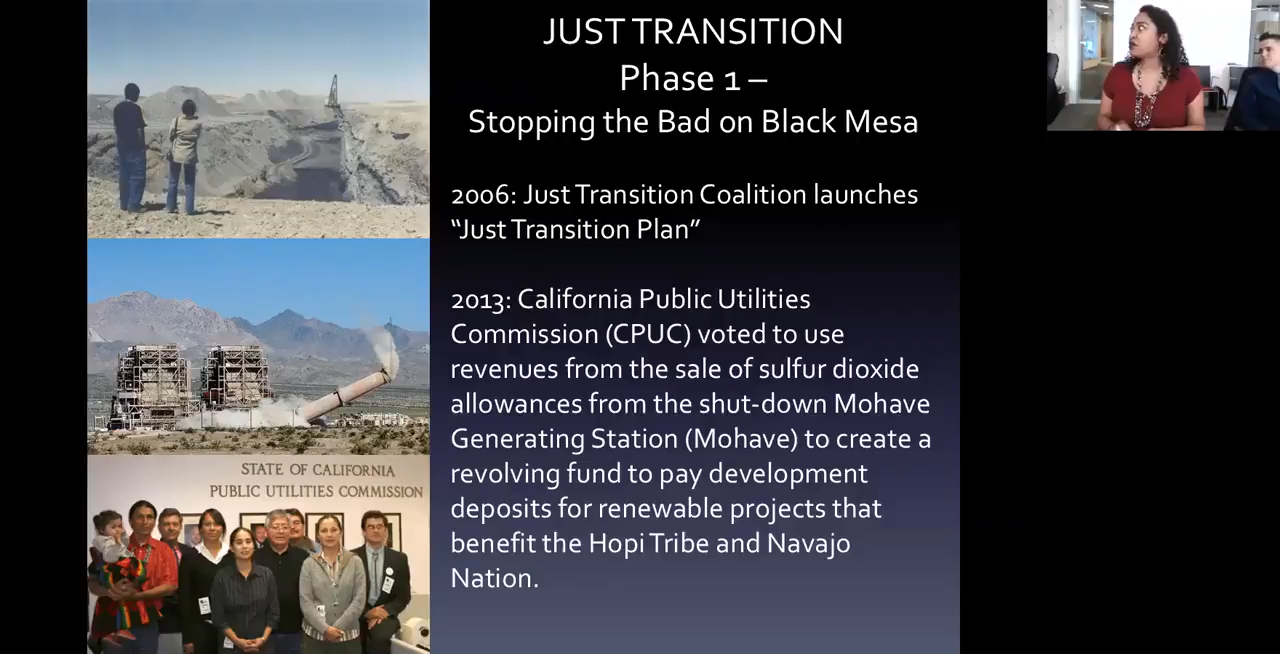 JUST TRANSITION
Phase 1 –
Stopping the Bad on Black Mesa
2006: Just Transition Coalition launches
“Just Transition Plan”
2013: California Public Utilities
Commission (CPUC) voted to use
revenues from the sale of sulfur dioxide
allowances from the shut-down Mohave
Generating Station (Mohave) to create a
revolving fund to pay development
deposits for renewable projects that
benefit the Hopi Tribe and Navajo
Nation.
STATE OF CALIFORNIA
PUBLIC UTILITIES COMMISSION